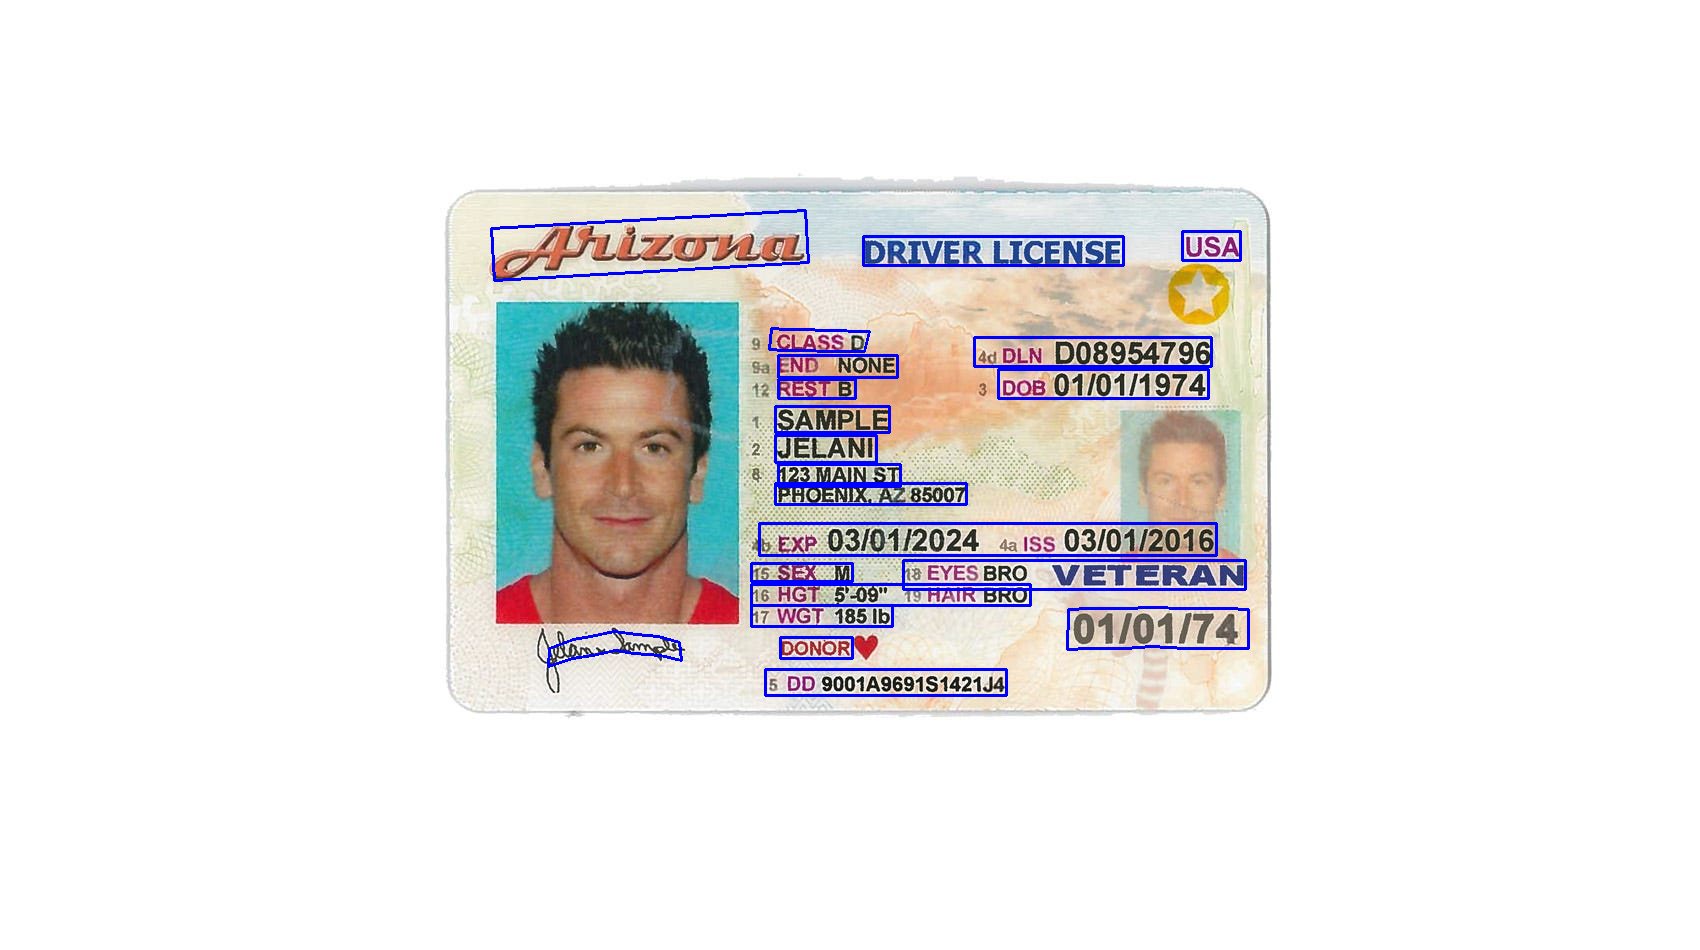 Arizona
DRIVER LICENSE
USA
9 CLASS D
4d DLN D08954796
9a END NONE
12 REST B
3 DOB 01/01/1974
1 SAMPLE
2 JELANI
8 123 MAIN ST
PHOENIX, AZ 85007
4b EXP 03/01/2024 4a ISS 03/01/2016
15 SEX M 18 EYES BRO VETERAN
16 HGT 5'-09" 19 HAIR BRO
17 WGT 185 lb
01/01/74
Jelani Sample
DONOR
5 DD 9001A9691S1421J4